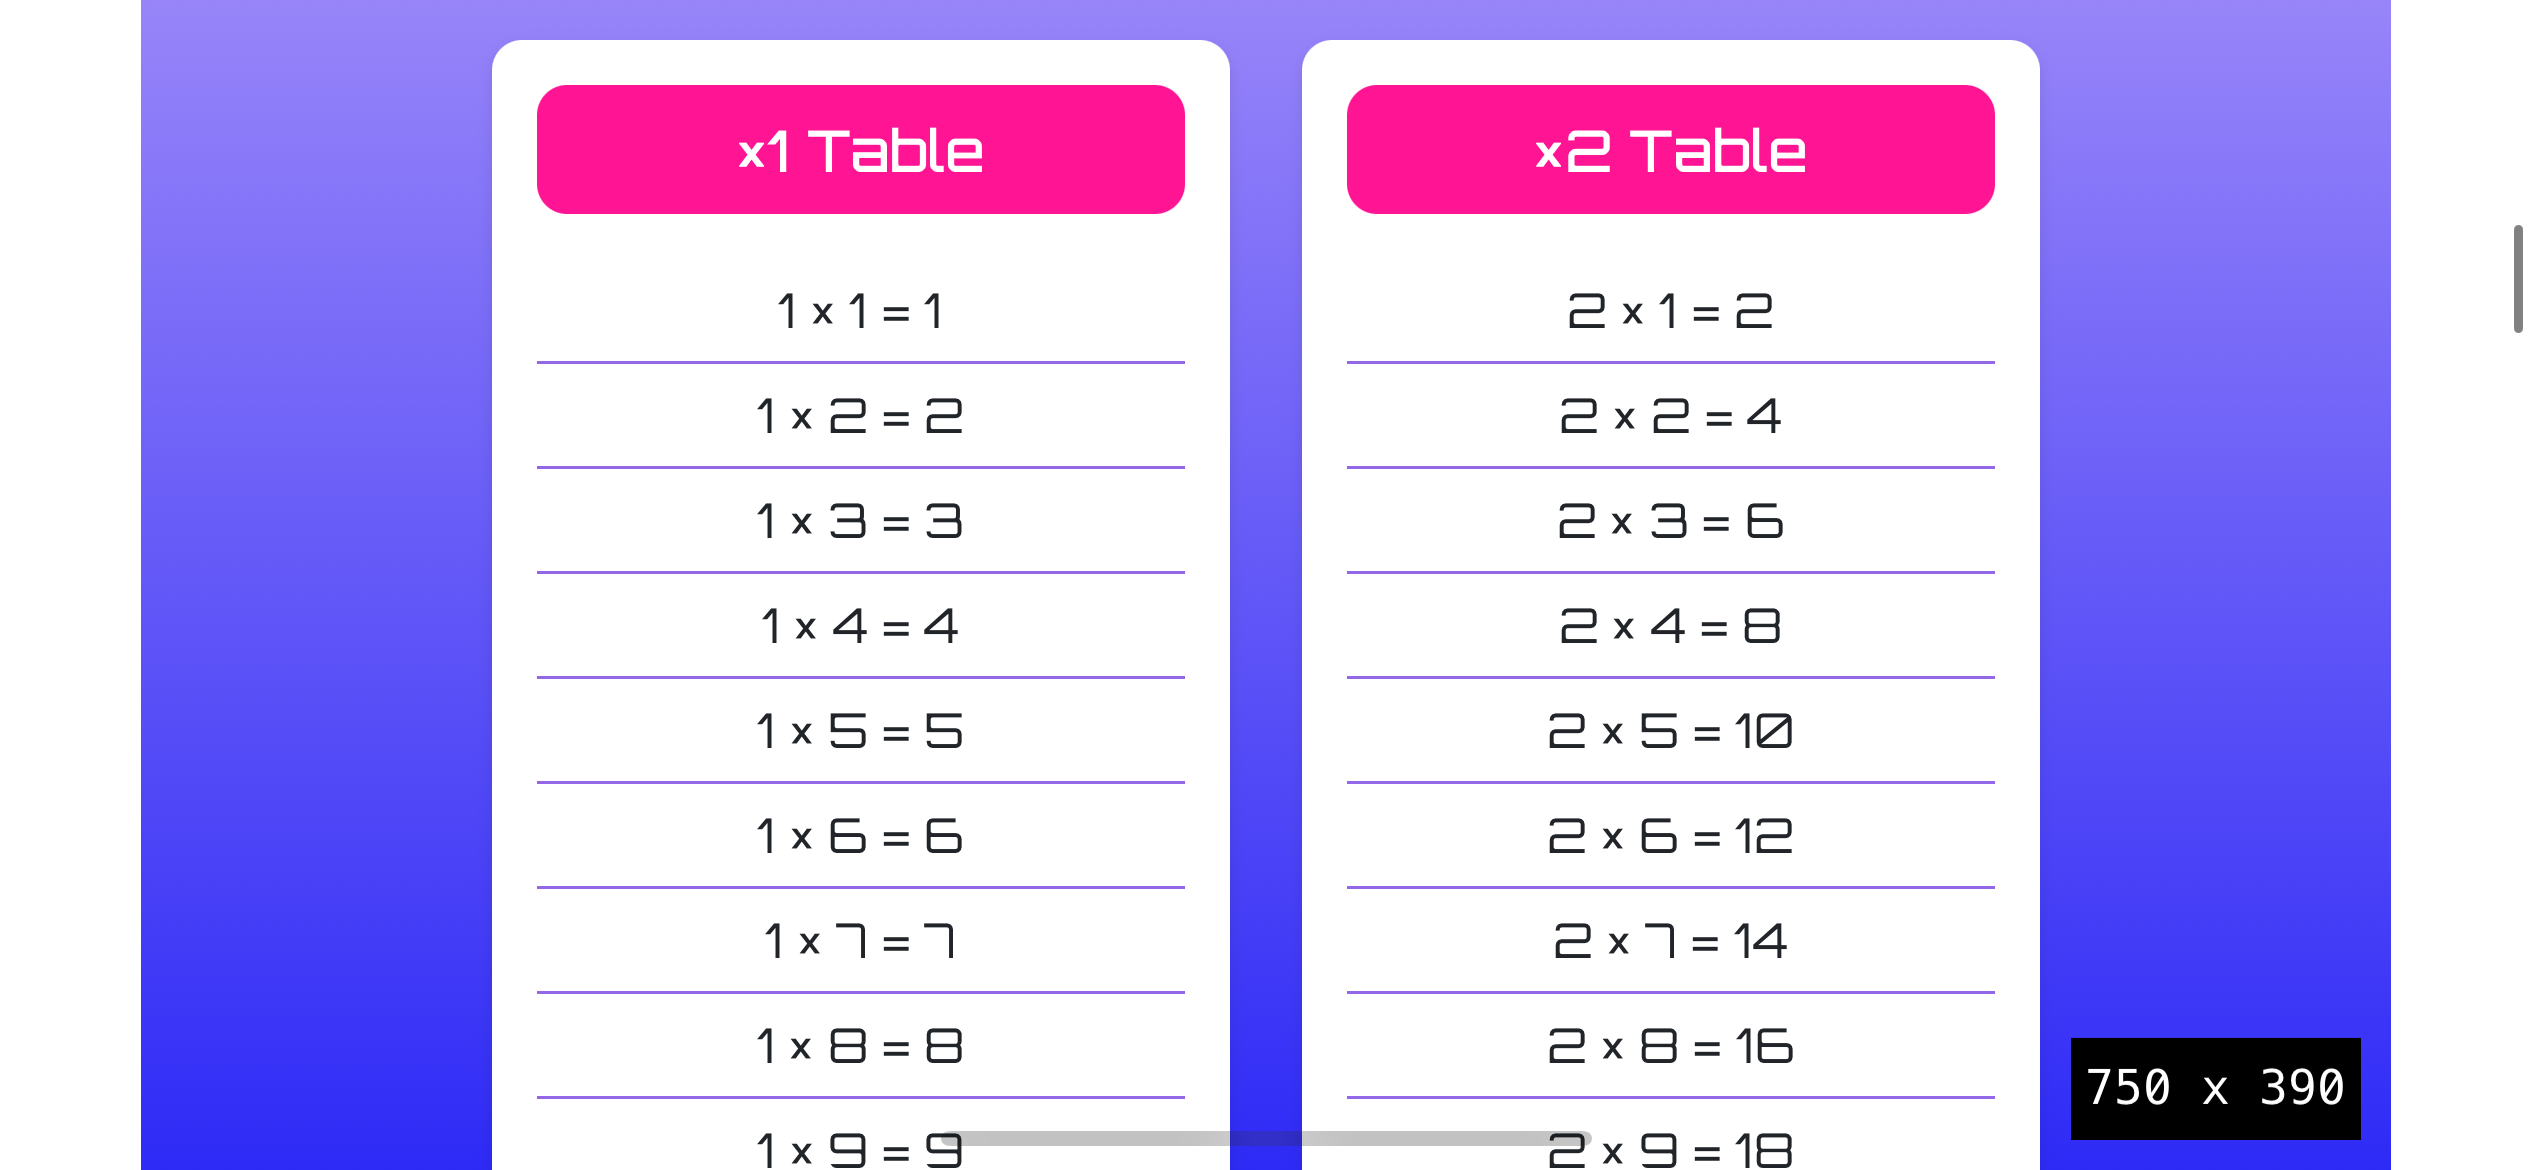 x1 Table
1 x 1 = 1
1 x 2 = 2
1 x 3 = 3
1 x 4 = 4
1 x 5 = 5
1 x 6 = 6
1 x 7 = 7
1 x 8 = 8
1 x 9 = 9
x2 Table
2 x 1 = 2
2 x 2 = 4
2 x 3 = 6
2 x 4 = 8
2 x 5 = 10
2 x 6 = 12
2 x 7 = 14
2 x 8 = 16
2 x 9 = 18
750 x 390